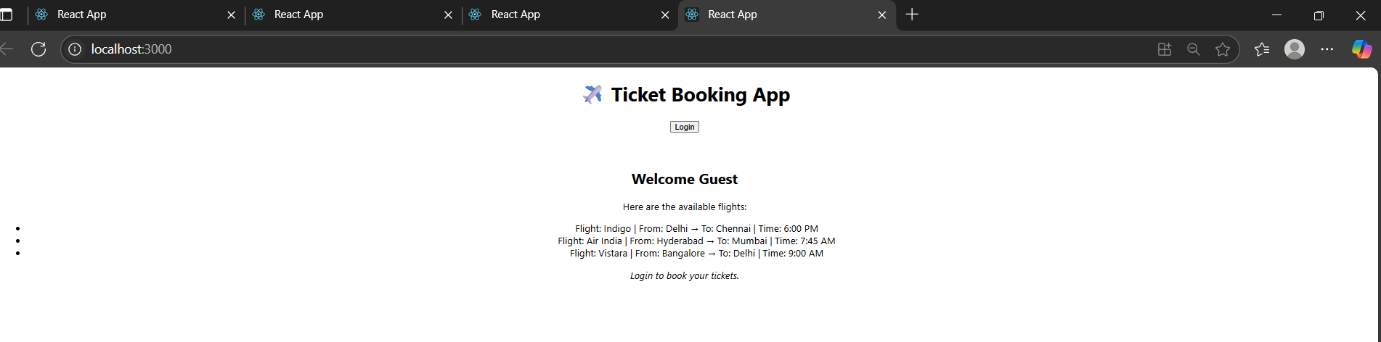 React App
React App
React App
React App
localhost:3000
Ticket Booking App
Login
Welcome Guest
Here are the available flights:
Flight: Indigo | From: Delhi → To: Chennai | Time: 6:00 PM
Flight: Air India | From: Hyderabad → To: Mumbai | Time: 7:45 AM
Flight: Vistara | From: Bangalore → To: Delhi | Time: 9:00 AM
Login to book your tickets.